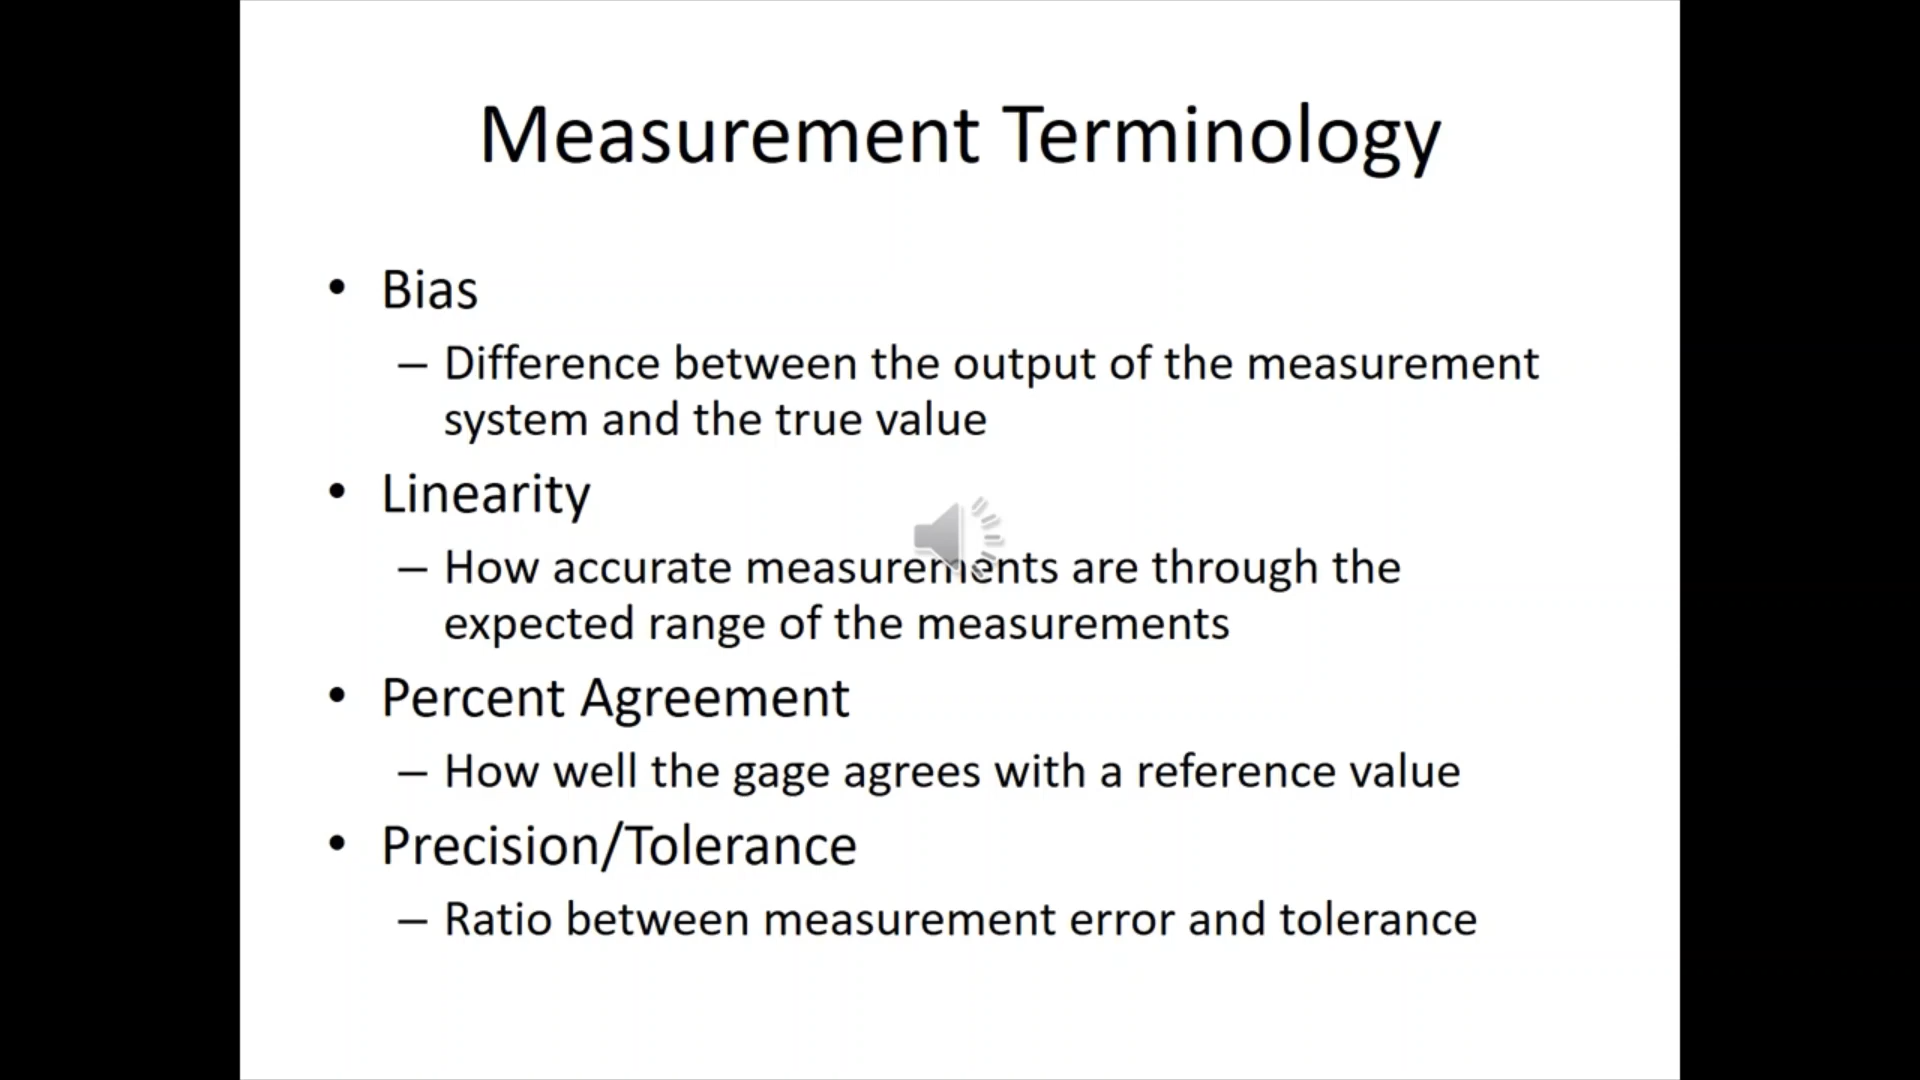 Measurement Terminology
• Bias
– Difference between the output of the measurement
system and the true value
• Linearity
– How accurate measurements are through the
expected range of the measurements
• Percent Agreement
– How well the gage agrees with a reference value
• Precision/Tolerance
– Ratio between measurement error and tolerance